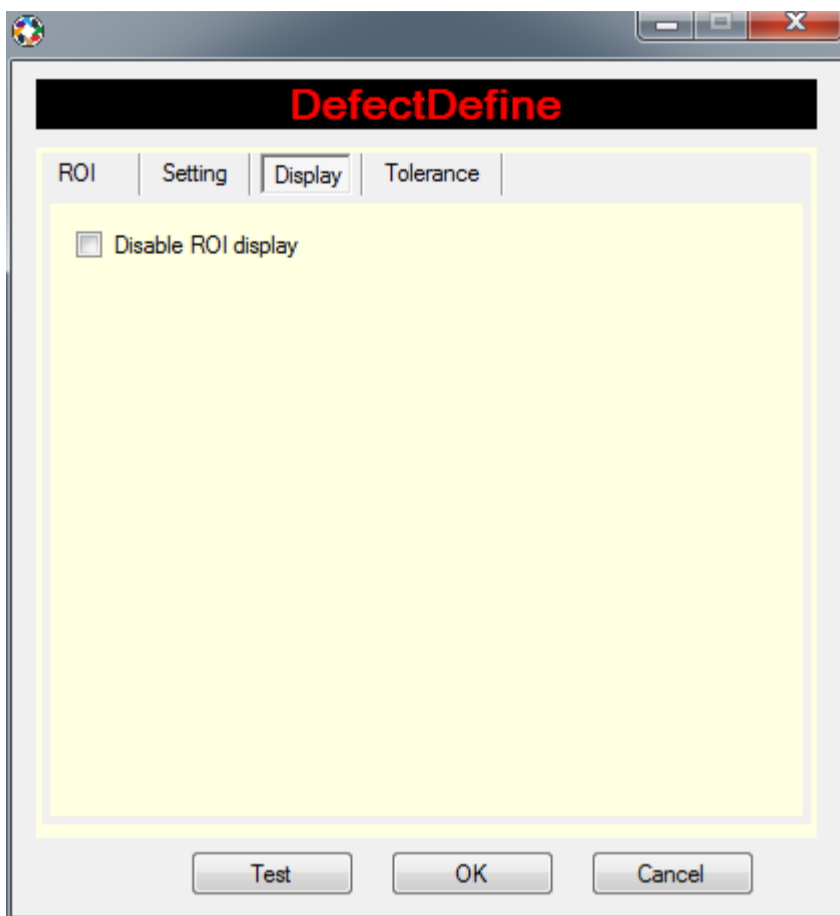 DefectDefine
ROI Setting Display Tolerance
Disable ROI display
Test OK Cancel